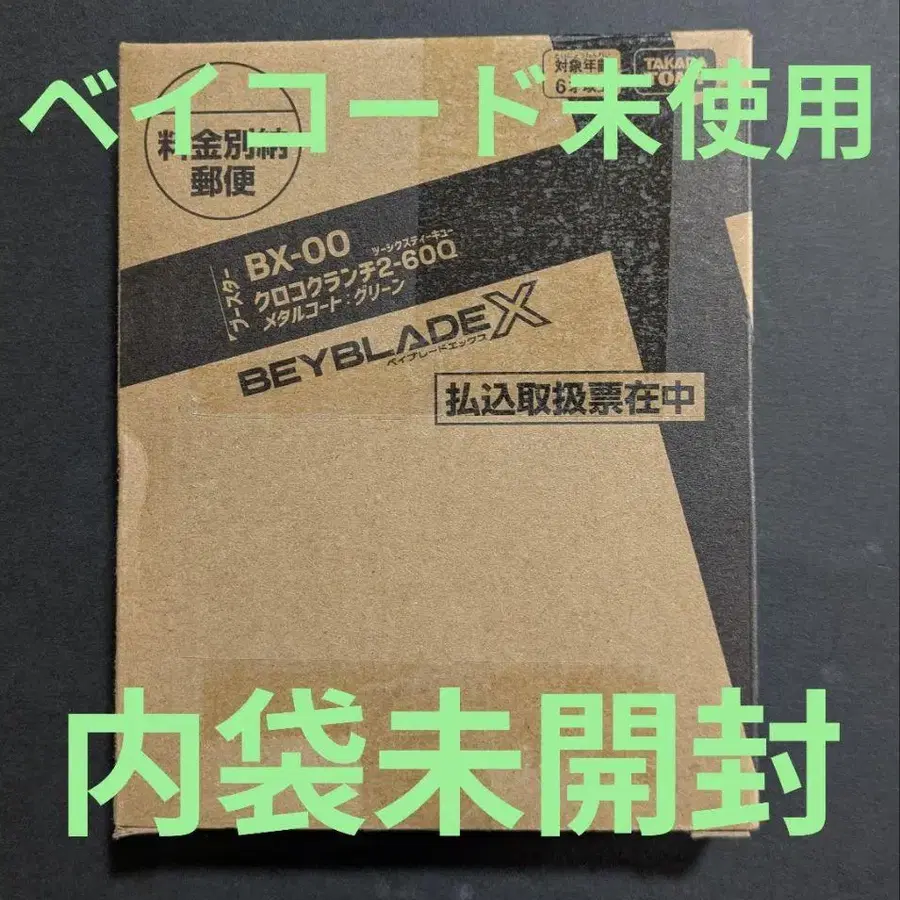 ベイコード未使用
対象年齢
TAKARA
TOMY
料金別納
郵便
ブースター
BX-00
ツーシックスティーキュー
クロコクランチ2-60Q
メタルコート:グリーン
BEYBLADE X
ベイブレードエックス
払込取扱票在中
内袋未開封